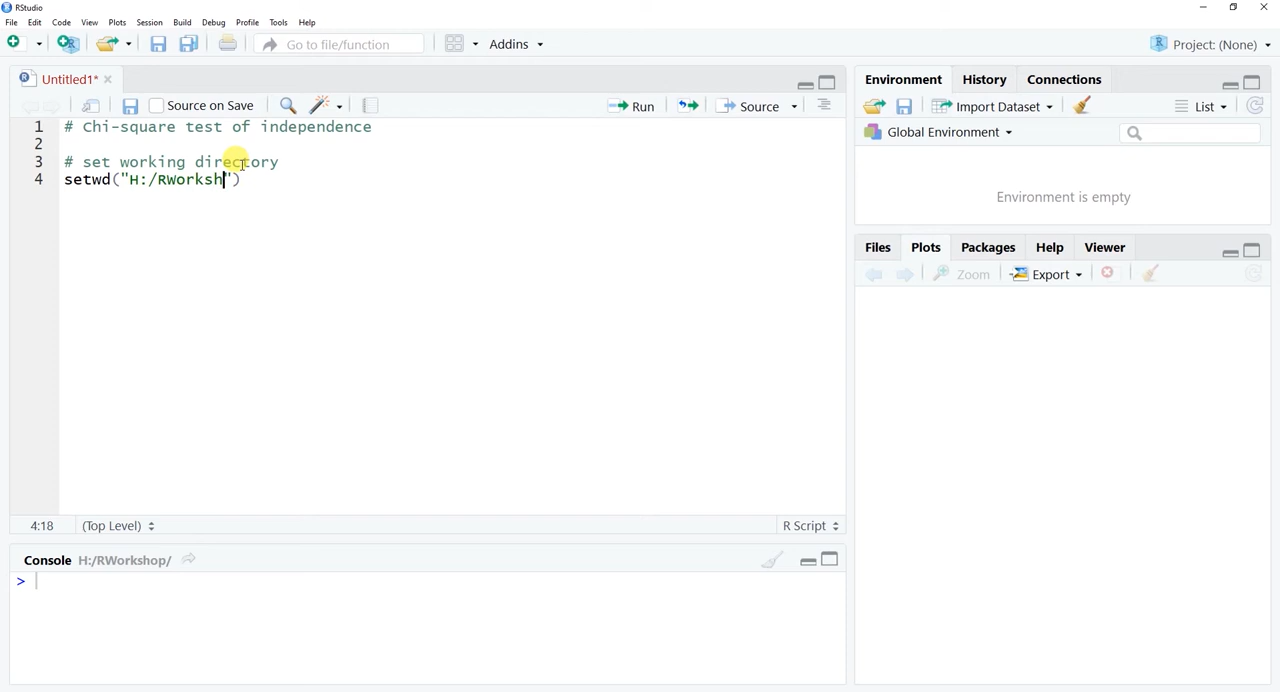 RStudio
File Edit Code View Plots Session Build Debug Profile Tools Help
Go to file/function Addins Project: (None)
Untitled1*
Source on Save Run Source
1 # Chi-square test of independence
2
3 # set working directory
4 setwd("H:/RWorksh")
4:18 (Top Level) R Script
Console H:/RWorkshop/
>
Environment History Connections
Import Dataset List
Global Environment
Environment is empty
Files Plots Packages Help Viewer
Zoom Export